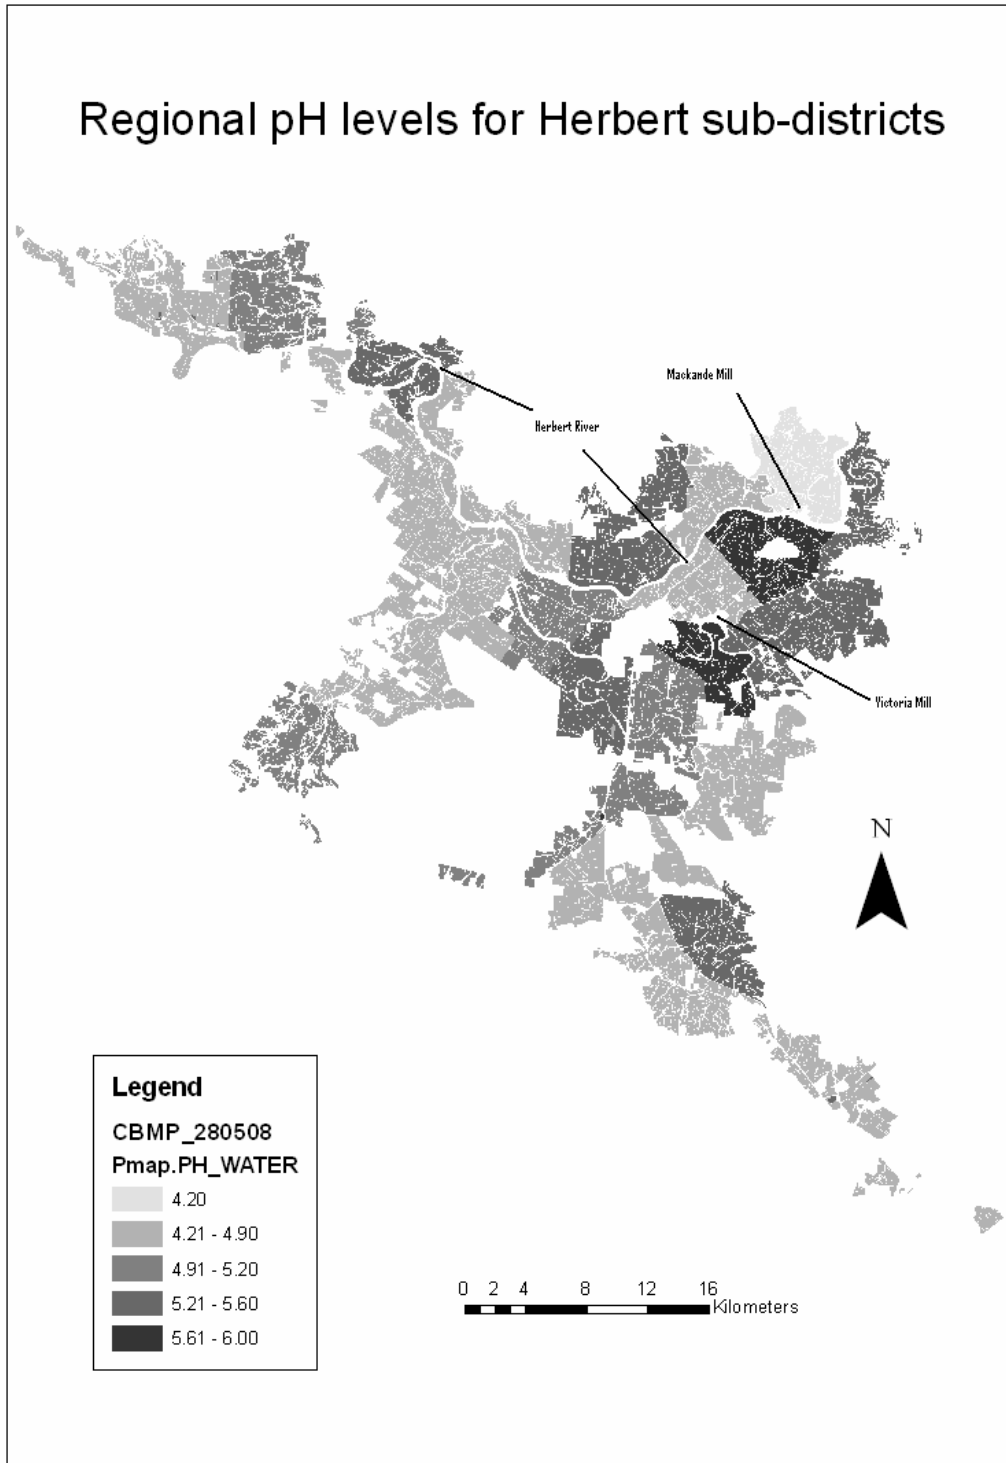 Regional pH levels for Herbert sub-districts
Mackande Mill
Herbert River
Victoria Mill
N
Legend
CBMP_280508
Pmap.PH_WATER
4.20
4.21 - 4.90
4.91 - 5.20
5.21 - 5.60
5.61 - 6.00
0 2 4 8 12 16
Kilometers